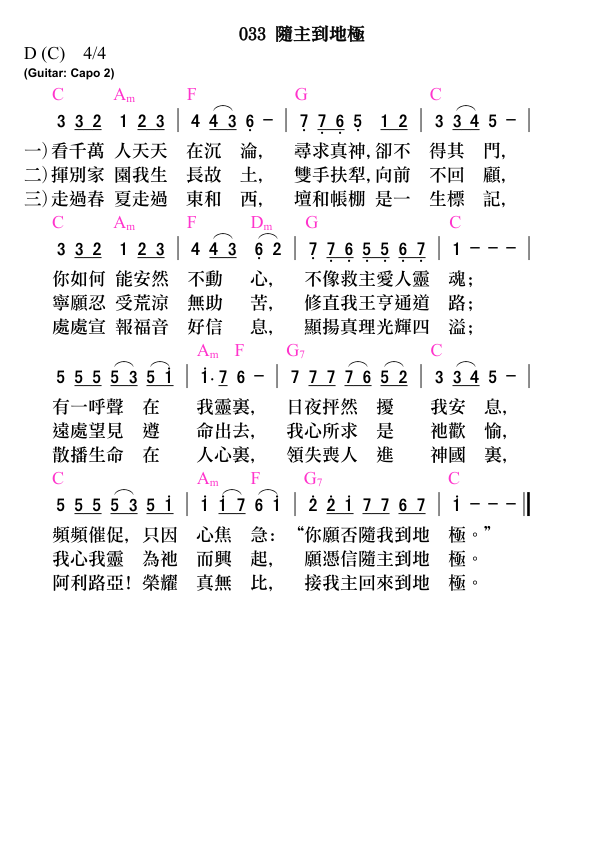 033 隨主到地極
D (C) 4/4
(Guitar: Capo 2)
C Am F G C
3 3 2 1 2 3 | 4 4 3 6 - | 7 7 6 5 1 2 | 3 3 4 5 - |
一)看千萬 人天天 在沉 淪, 尋求真神,卻不 得其 門,
二)揮別家 園我生 長故 土, 雙手扶犁,向前 不回 顧,
三)走過春 夏走過 東和 西, 壇和帳棚 是一 生標 記,
C Am F Dm G C
3 3 2 1 2 3 | 4 4 3 6 2 | 7 7 6 5 5 6 7 | 1 - - - |
你如何 能安然 不動 心, 不像救主愛人靈 魂;
寧願忍 受荒涼 無助 苦, 修直我王亨通道 路;
處處宣 報福音 好信 息, 顯揚真理光輝四 溢;
Am F G7 C
5 5 5 5 3 5 1 | 1· 7 6 - | 7 7 7 7 6 5 2 | 3 3 4 5 - |
有一呼聲 在 我靈裏, 日夜抨然 擾 我安 息,
遠處望見 遵 命出去, 我心所求 是 祂歡 愉,
散播生命 在 人心裏, 領失喪人 進 神國 裏,
C Am F G7 C
5 5 5 5 3 5 1 | 1 1 7 6 1 | 2 2 1 7 7 6 7 | 1 - - - ||
頻頻催促, 只因 心焦 急: “你願否隨我到地 極。”
我心我靈 為祂 而興 起, 願憑信隨主到地 極。
阿利路亞! 榮耀 真無 比, 接我主回來到地 極。